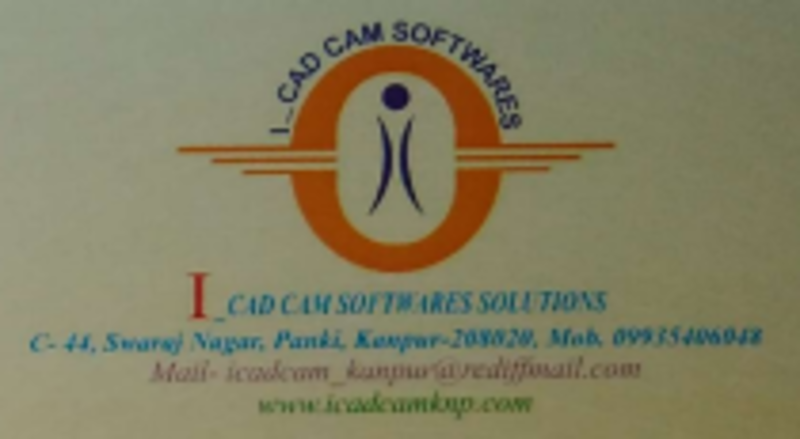 I_CAD CAM SOFTWARES
I_CAD CAM SOFTWARES SOLUTIONS
C- 44, Swaraj Nagar, Panki, Kanpur-208020, Mob. 09935406048
Mail- icadcam_kanpur@rediffmail.com
www.icadcamknp.com